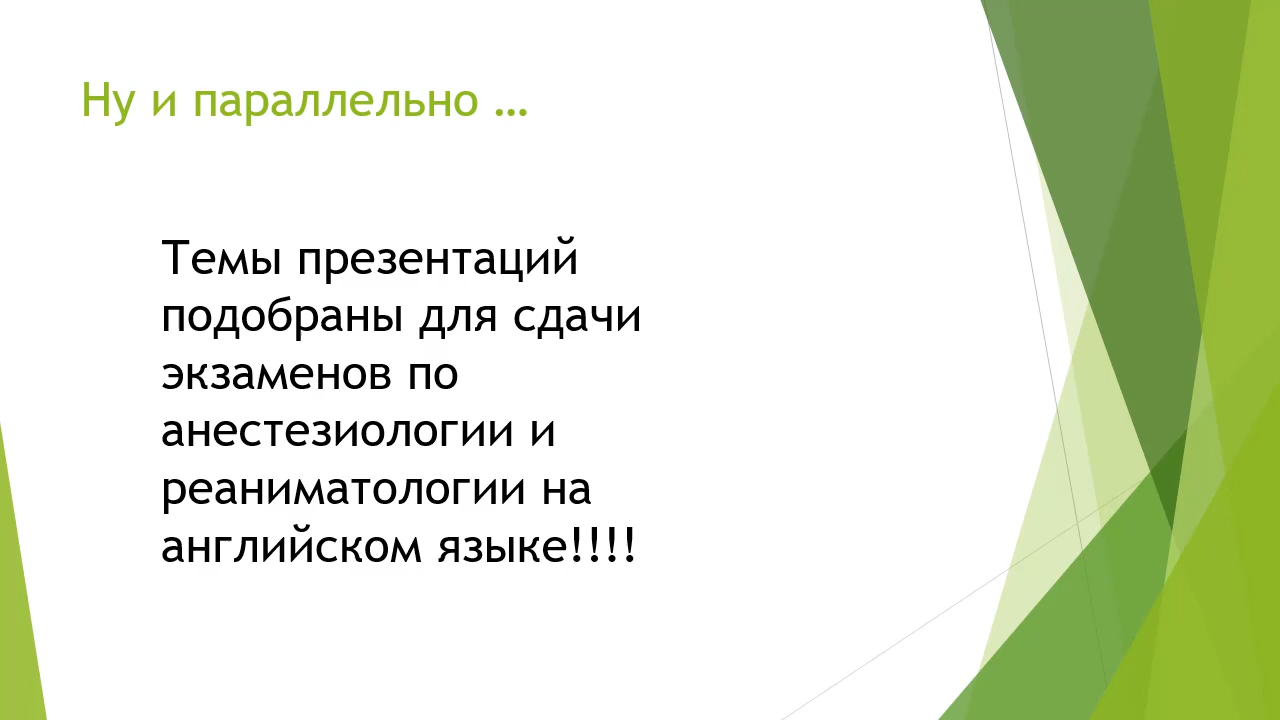 Ну и параллельно …
Темы презентаций
подобраны для сдачи
экзаменов по
анестезиологии и
реаниматологии на
английском языке!!!!